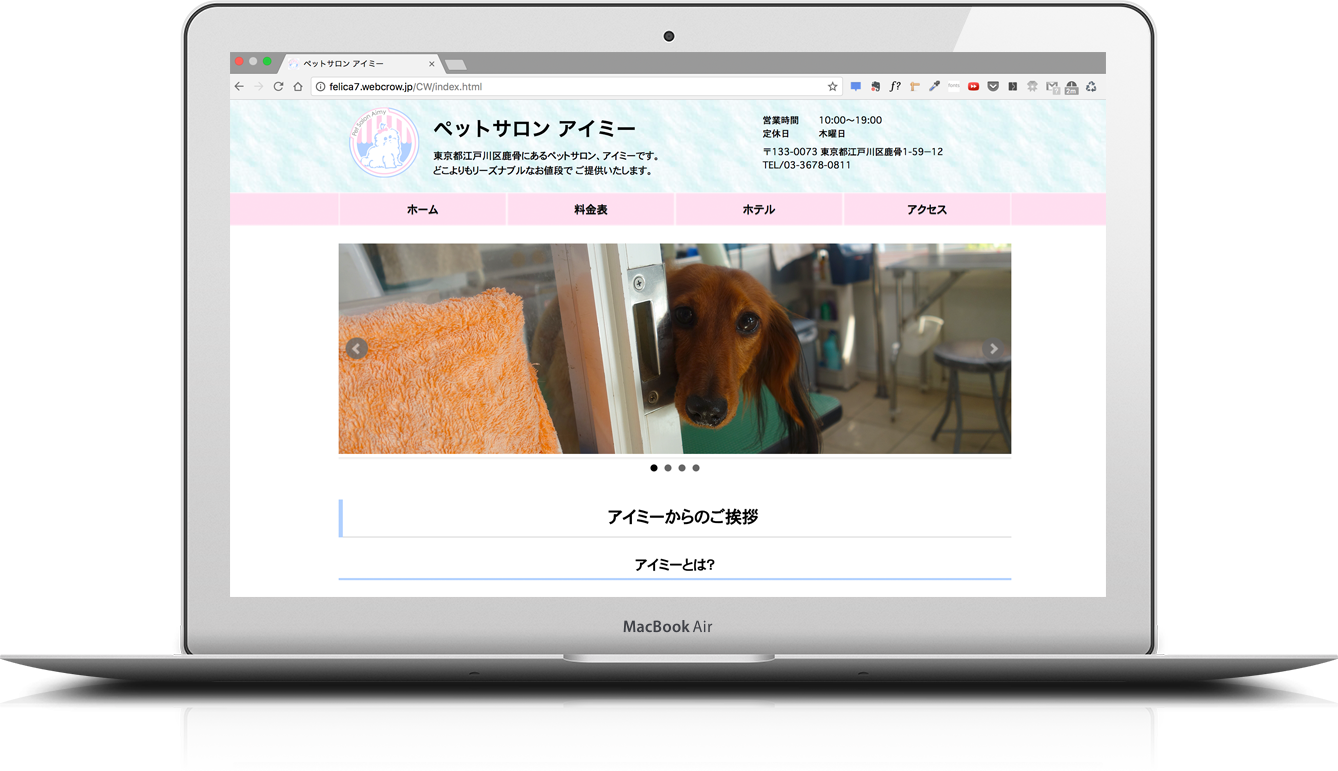 ペットサロン アイミー
felica7.webcrow.jp/CW/index.html
2m
Pet Salon Aimy
ペットサロン アイミー
東京都江戸川区鹿骨にあるペットサロン、アイミーです。
どこよりもリーズナブルなお値段で ご提供いたします。
営業時間 10:00〜19:00
定休日 木曜日
〒133-0073 東京都江戸川区鹿骨1-59−12
TEL/03-3678-0811
ホーム
料金表
ホテル
アクセス
アイミーからのご挨拶
アイミーとは?
MacBook Air